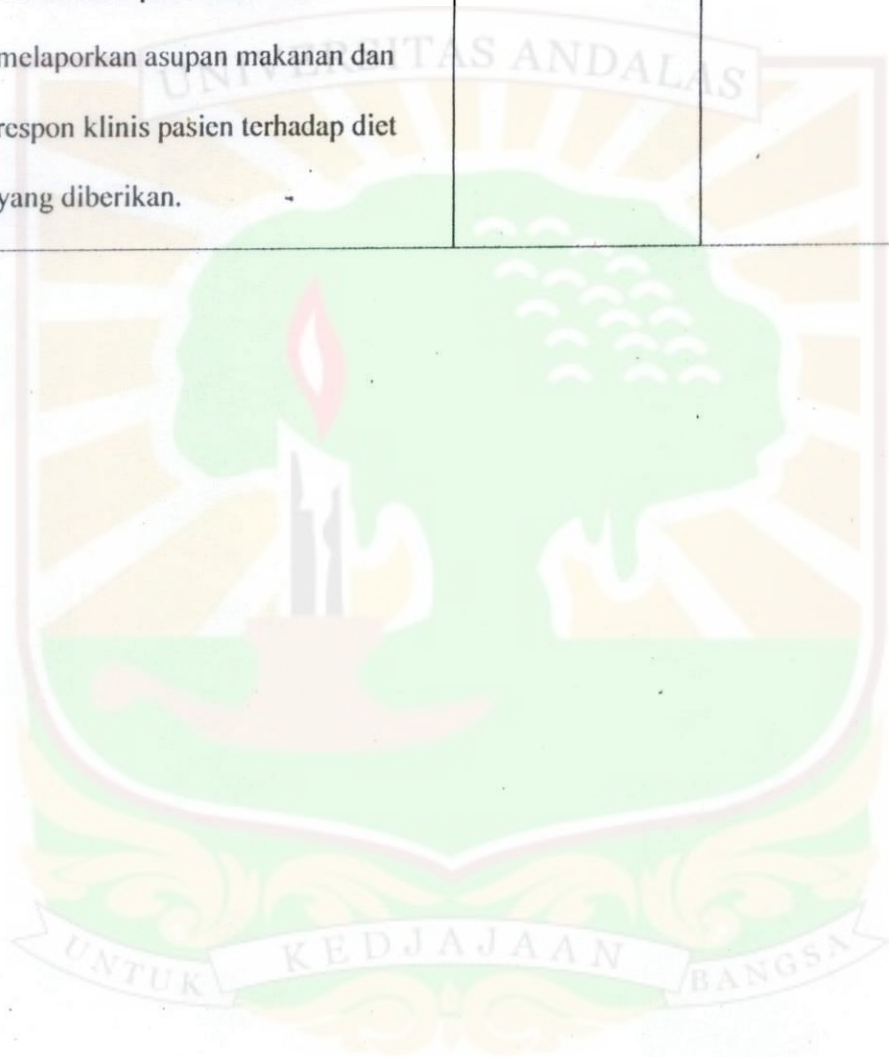 melaporkan asupan makanan dan
respon klinis pasien terhadap diet
yang diberikan.
UNIVERSITAS ANDALAS
UNTUK KEDJAJAAN BANGSA